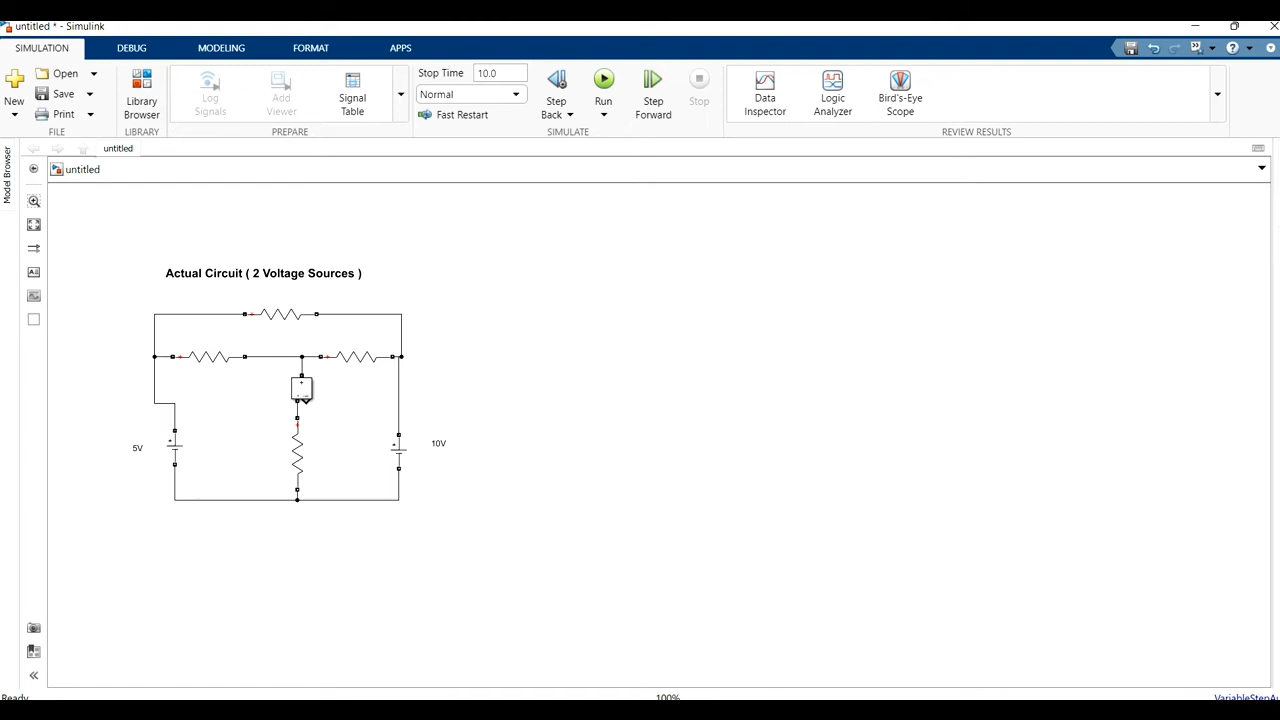 untitled * - Simulink
SIMULATION DEBUG MODELING FORMAT APPS
New
Open
Save
Print
FILE
Library Browser
LIBRARY
Log Signals
Add Viewer
Signal Table
PREPARE
Stop Time 10.0
Normal
Fast Restart
Step Back
Run
Step Forward
Stop
SIMULATE
Data Inspector
Logic Analyzer
Bird's-Eye Scope
REVIEW RESULTS
untitled
Model Browser
untitled
Actual Circuit ( 2 Voltage Sources )
5V
10V
Ready
100%